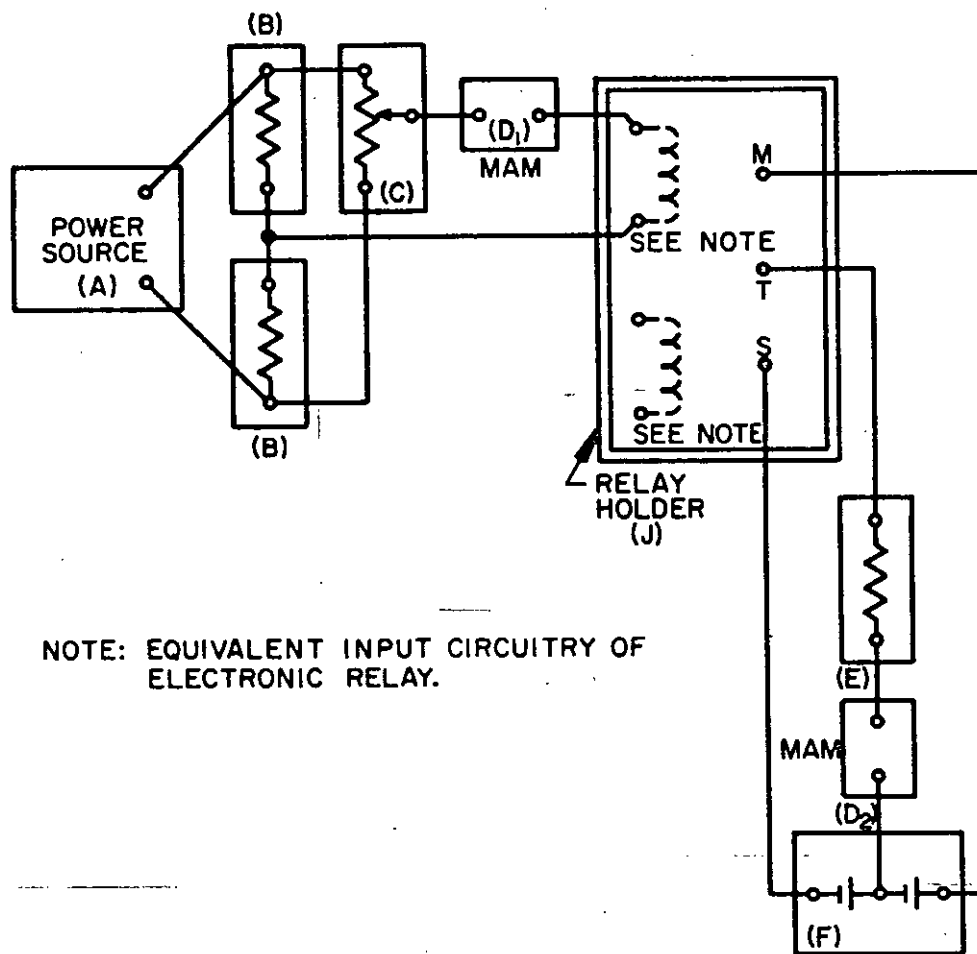 (B)
(C)
(D₁)
MAM
POWER
SOURCE
(A)
(B)
SEE NOTE
M
T
S
SEE NOTE
RELAY
HOLDER
(J)
(E)
MAM
(D₂)
(F)
NOTE: EQUIVALENT INPUT CIRCUITRY OF
ELECTRONIC RELAY.